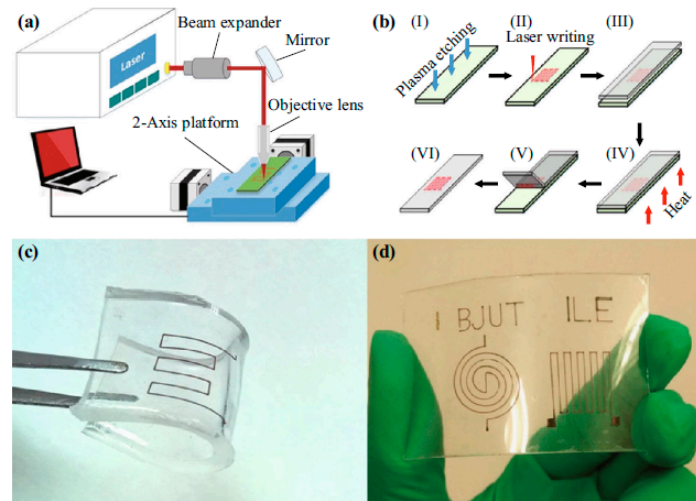 (a)
Beam expander
Mirror
Laser
Objective lens
2-Axis platform
(b)
(I)
(II)
(III)
Plasma etching
Laser writing
(VI)
(V)
(IV)
Heat
(c)
(d)
BJUT
ILE